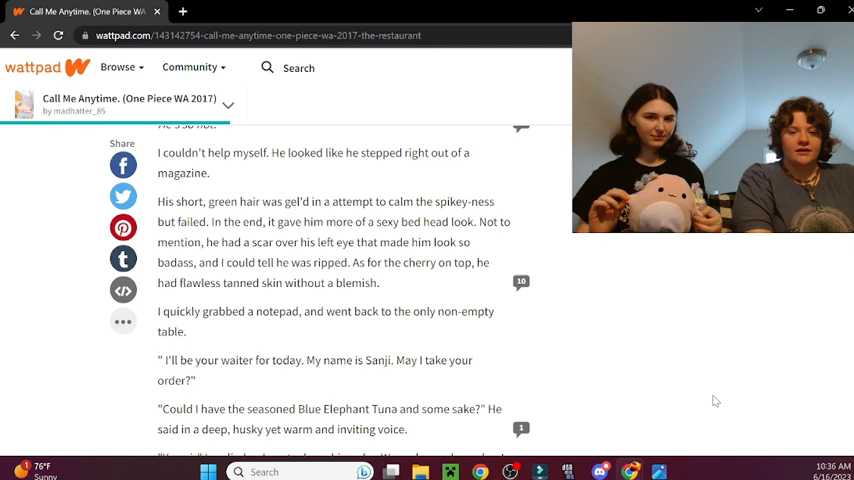 Call Me Anytime. (One Piece WA
wattpad.com/143142754-call-me-anytime-one-piece-wa-2017-the-restaurant
wattpad
Browse
Community
Search
Call Me Anytime. (One Piece WA 2017)
by madhatter_85
He's so hot.
Share
I couldn't help myself. He looked like he stepped right out of a
magazine.
His short, green hair was gel'd in a attempt to calm the spikey-ness
but failed. In the end, it gave him more of a sexy bed head look. Not to
mention, he had a scar over his left eye that made him look so
badass, and I could tell he was ripped. As for the cherry on top, he
had flawless tanned skin without a blemish.
10
I quickly grabbed a notepad, and went back to the only non-empty
table.
" I'll be your waiter for today. My name is Sanji. May I take your
order?"
"Could I have the seasoned Blue Elephant Tuna and some sake?" He
said in a deep, husky yet warm and inviting voice.
1
1
76°F
Sunny
Search
10:36 AM
6/16/2023